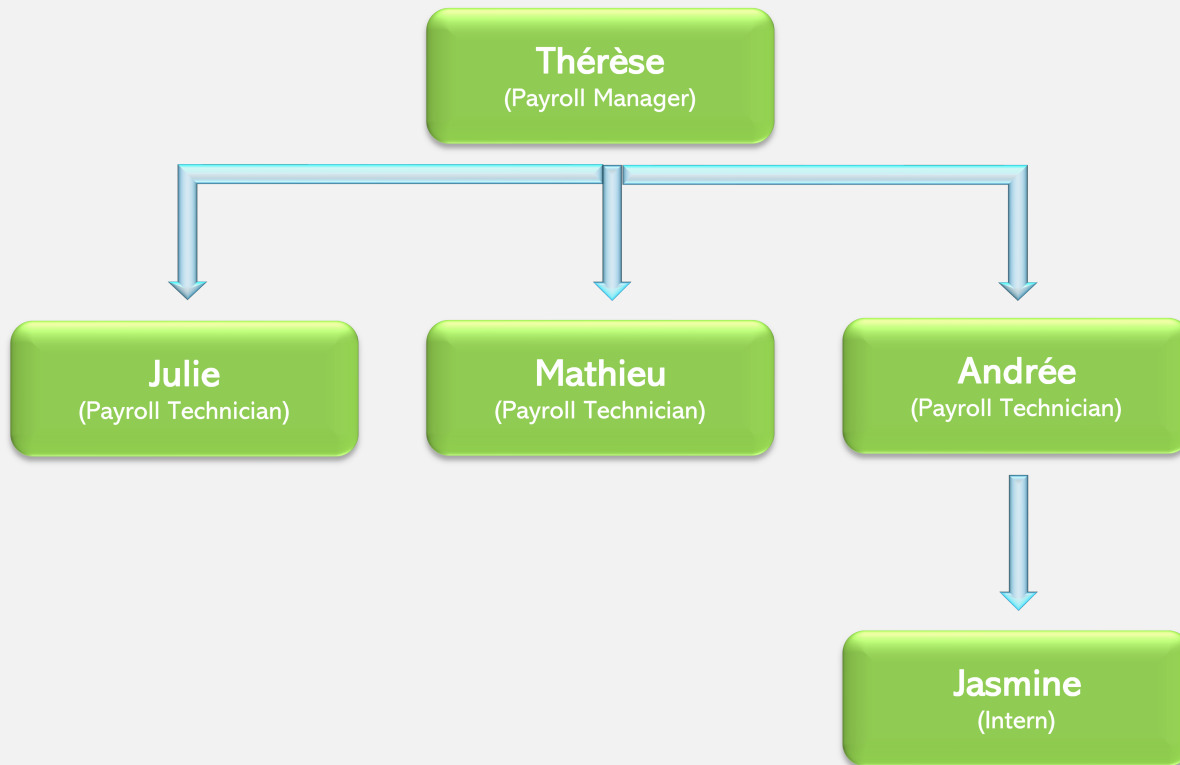 Thérèse
(Payroll Manager)
Julie
(Payroll Technician)
Mathieu
(Payroll Technician)
Andrée
(Payroll Technician)
Jasmine
(Intern)